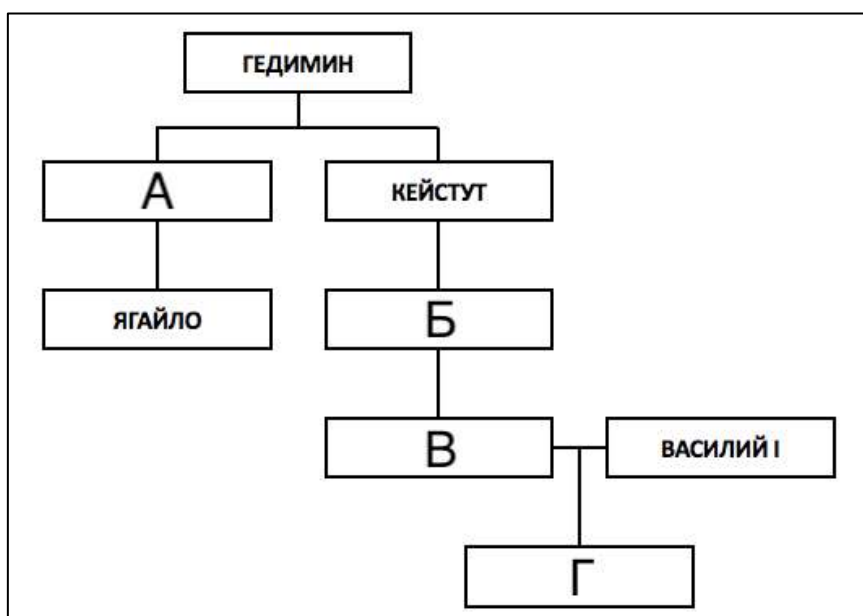 ГЕДИМИН
А
КЕЙСТУТ
ЯГАЙЛО
Б
В
ВАСИЛИЙ I
Г